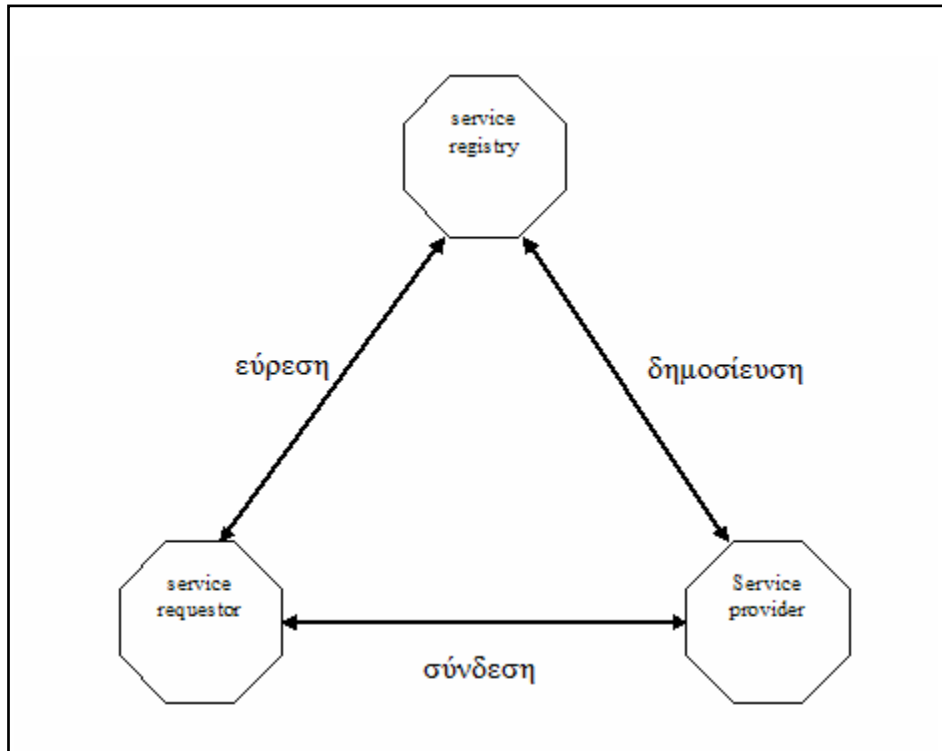 service
registry
εύρεση
δημοσίευση
service
requestor
Service
provider
σύνδεση